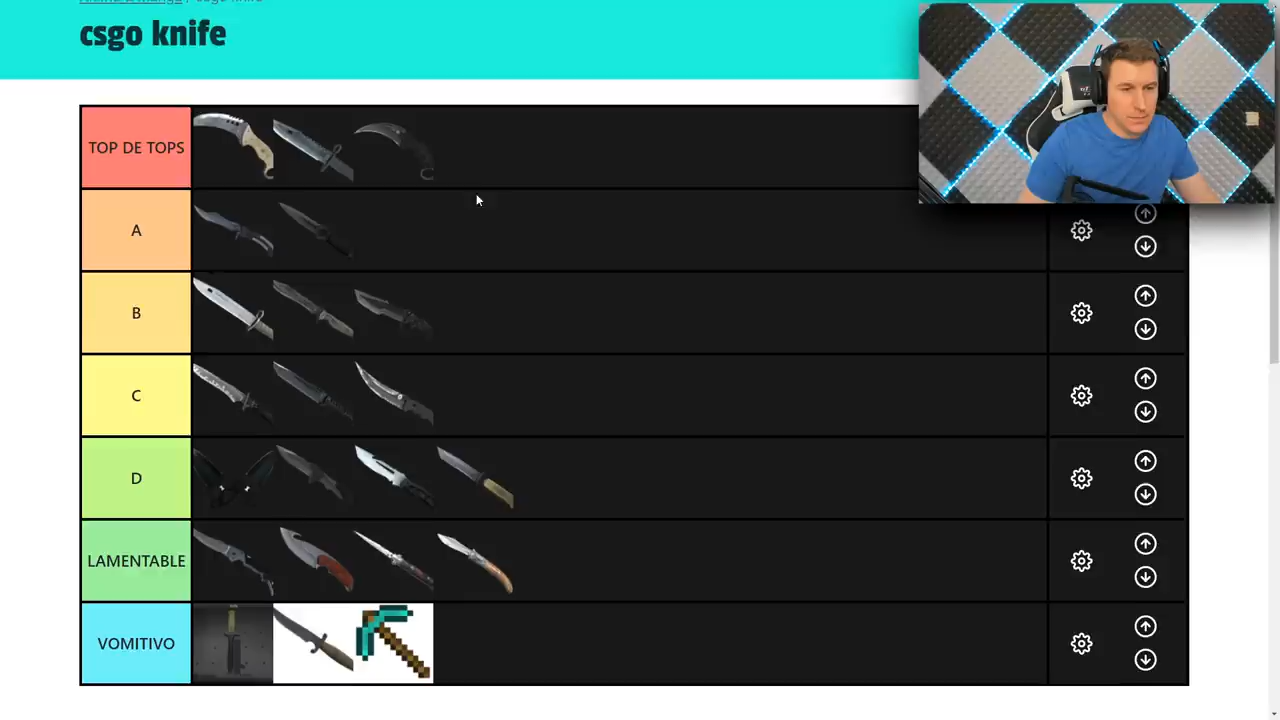 csgo knife
TOP DE TOPS
A
B
C
D
LAMENTABLE
VOMITIVO